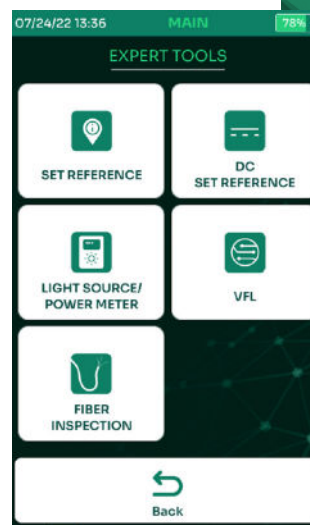 07/24/22 13:36 MAIN 78%
EXPERT TOOLS
SET REFERENCE
DC
SET REFERENCE
LIGHT SOURCE/
POWER METER
VFL
FIBER
INSPECTION
Back